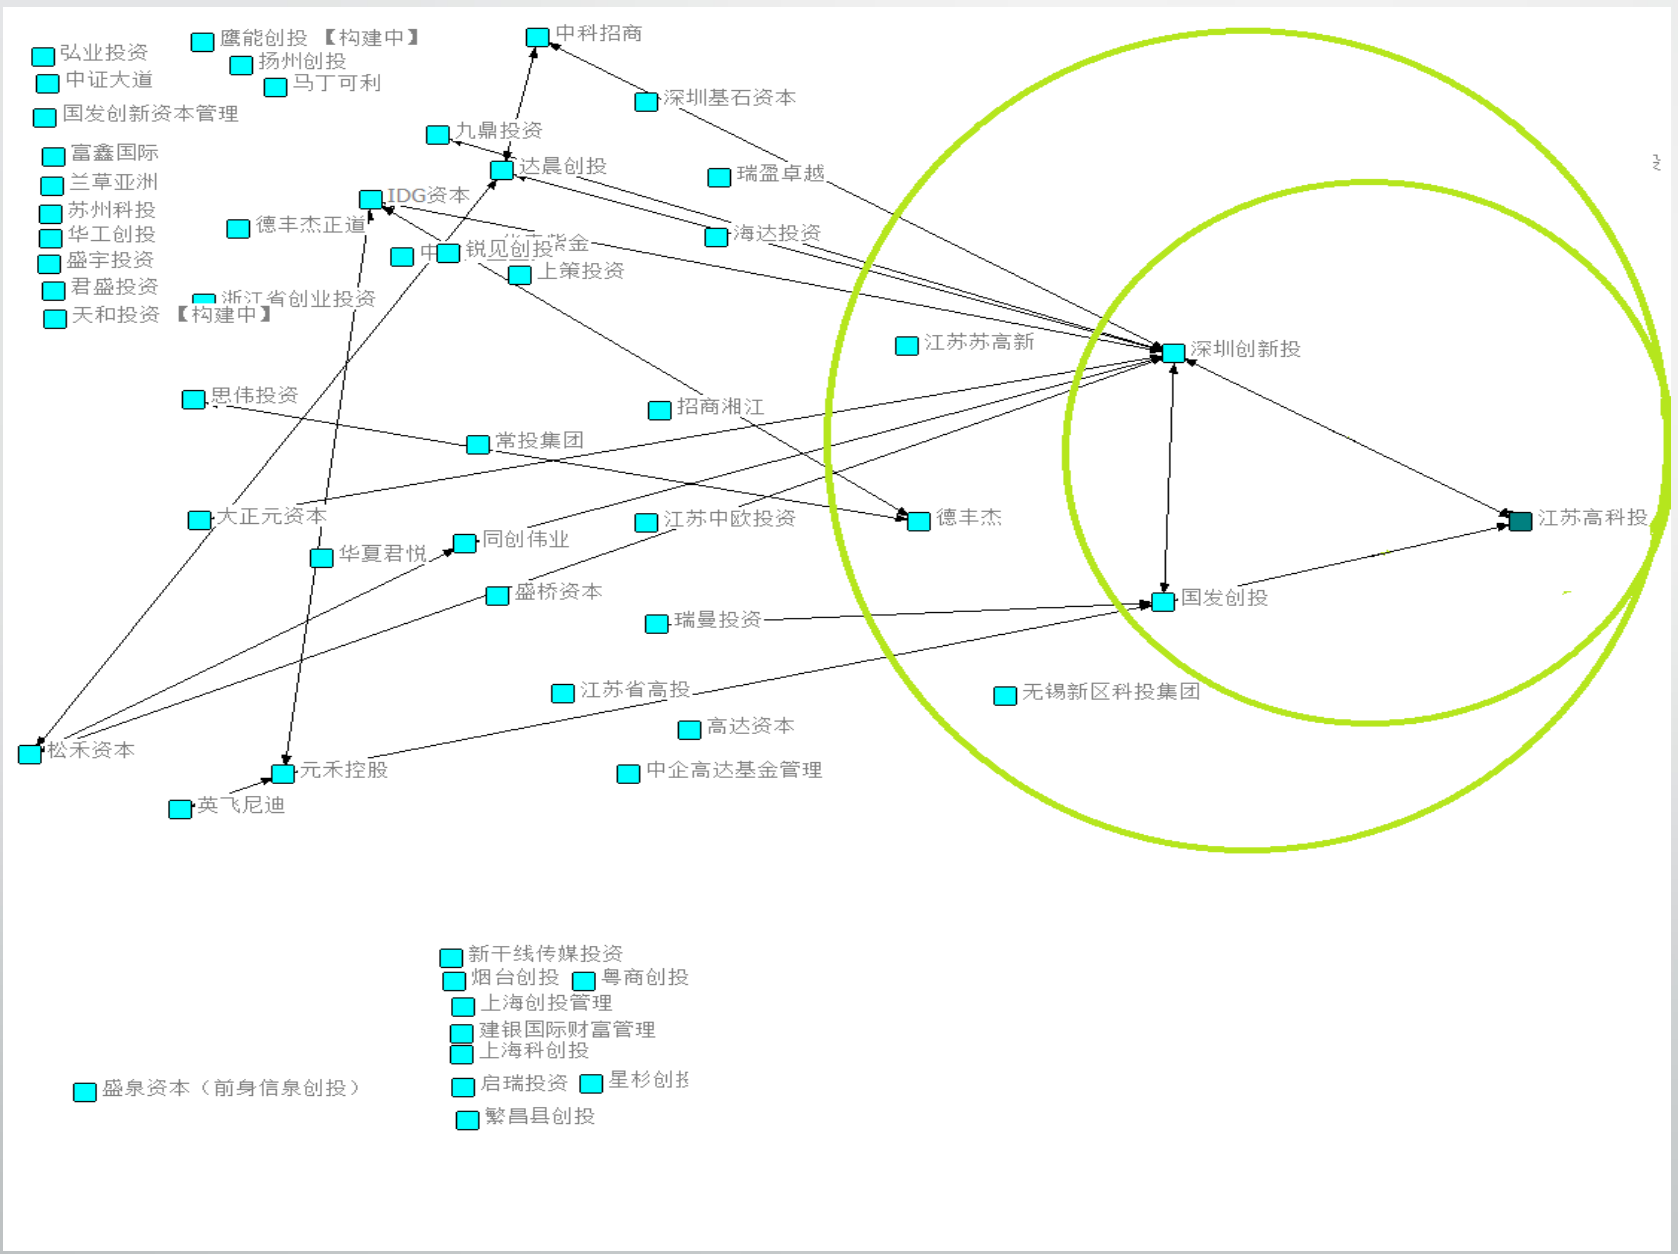 弘业投资
鹰能创投 【构建中】
中科招商
中证大道
扬州创投
马丁可利
国发创新资本管理
深圳基石资本
九鼎投资
富鑫国际
达晨创投
瑞盈卓越
兰草亚洲
IDG资本
苏州科投
德丰杰正道
华工创投
海达投资
锐见创投
紫金
盛宇投资
上策投资
君盛投资
浙江省创业投资
天和投资 【构建中】
江苏苏高新
深圳创新投
思伟投资
招商湘江
常投集团
大正元资本
江苏中欧投资
德丰杰
江苏高科投
华夏君悦
同创伟业
盛桥资本
国发创投
瑞曼投资
江苏省高投
无锡新区科投集团
高达资本
松禾资本
元禾控股
中企高达基金管理
英飞尼迪
新干线传媒投资
烟台创投
粤商创投
上海创投管理
建银国际财富管理
上海科创投
启瑞投资
星杉创投
盛泉资本（前身信泉创投）
繁昌县创投